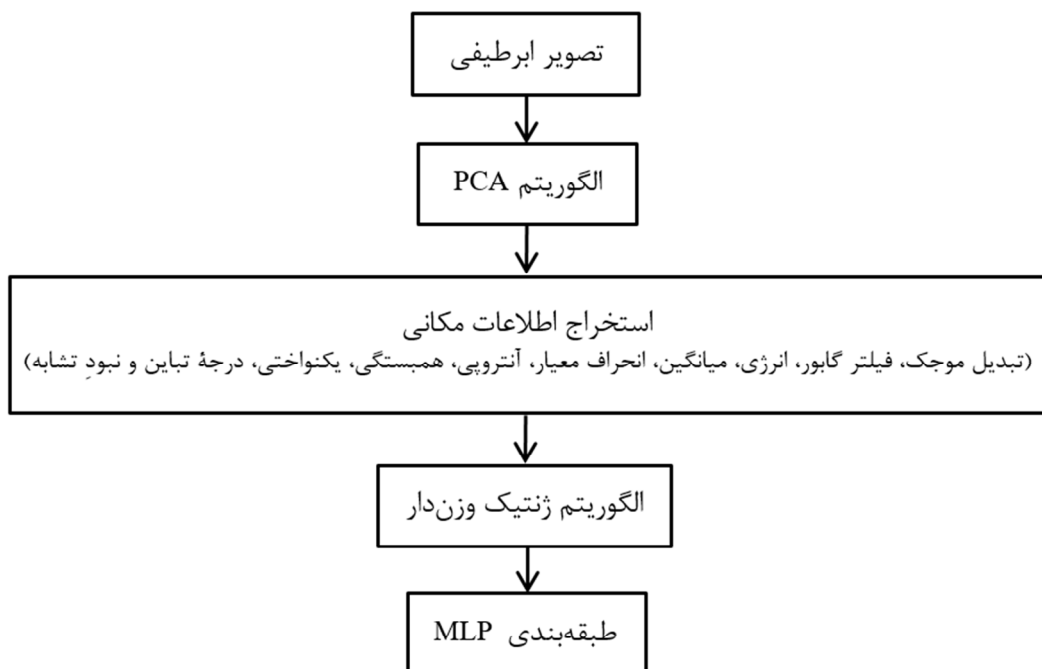 تصویر ابرطیفی
الگوریتم PCA
استخراج اطلاعات مکانی
(تبدیل موجک، فیلتر گابور، انرژی، میانگین، انحراف معیار، آنتروپی، همبستگی، یکنواختی، درجهٔ تباین و نبودِ تشابه)
الگوریتم ژنتیک وزن‌دار
طبقه‌بندی MLP